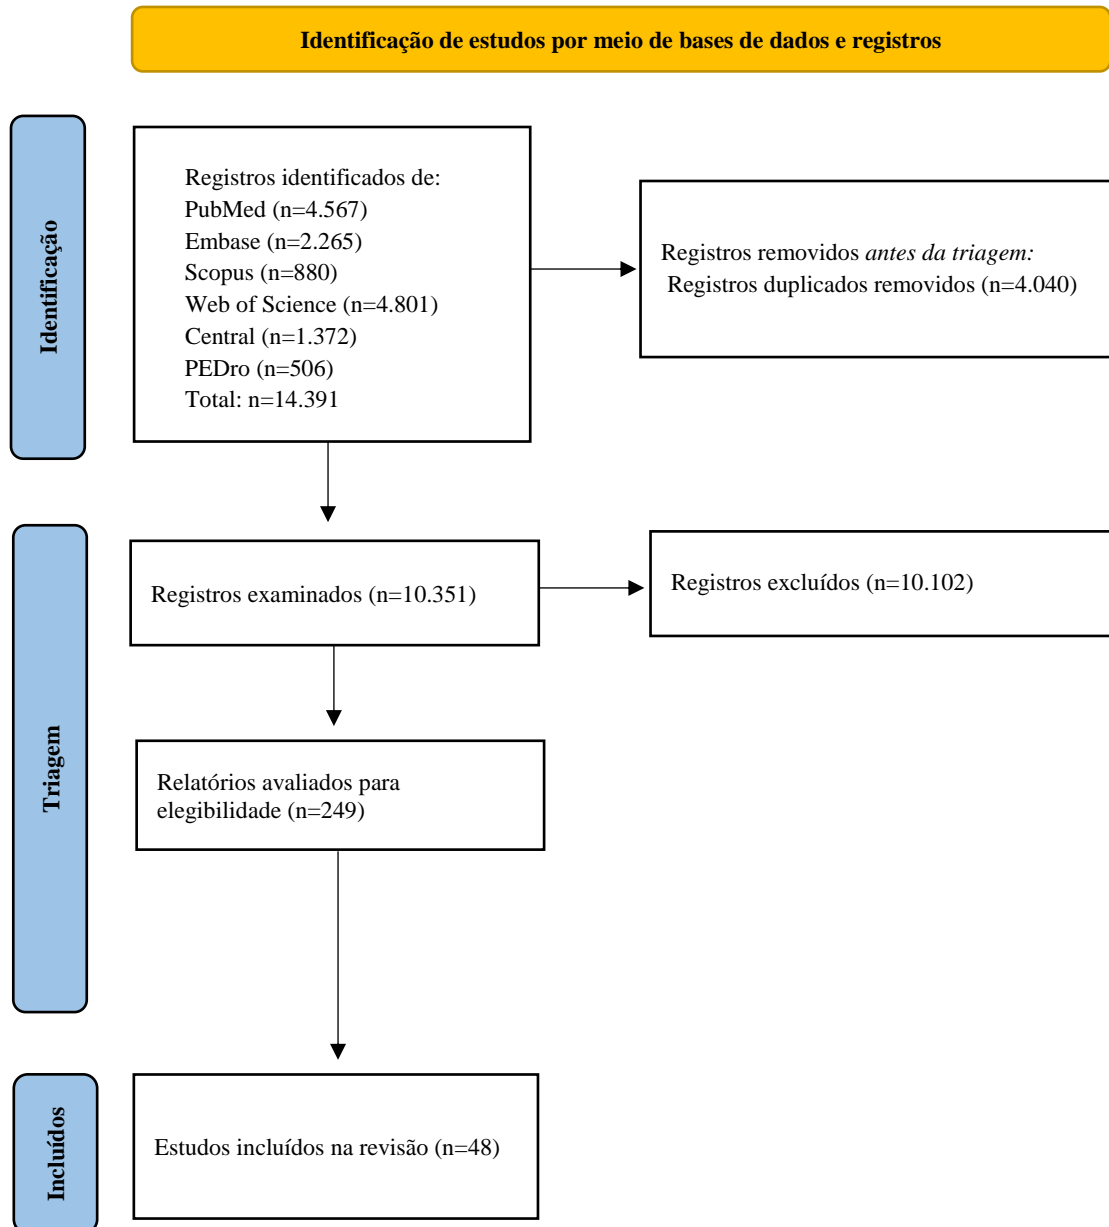 Identificação de estudos por meio de bases de dados e registros
Identificação
Registros identificados de:
PubMed (n=4.567)
Embase (n=2.265)
Scopus (n=880)
Web of Science (n=4.801)
Central (n=1.372)
PEDro (n=506)
Total: n=14.391
Registros removidos antes da triagem:
Registros duplicados removidos (n=4.040)
Triagem
Registros examinados (n=10.351)
Registros excluídos (n=10.102)
Relatórios avaliados para
elegibilidade (n=249)
Incluídos
Estudos incluídos na revisão (n=48)